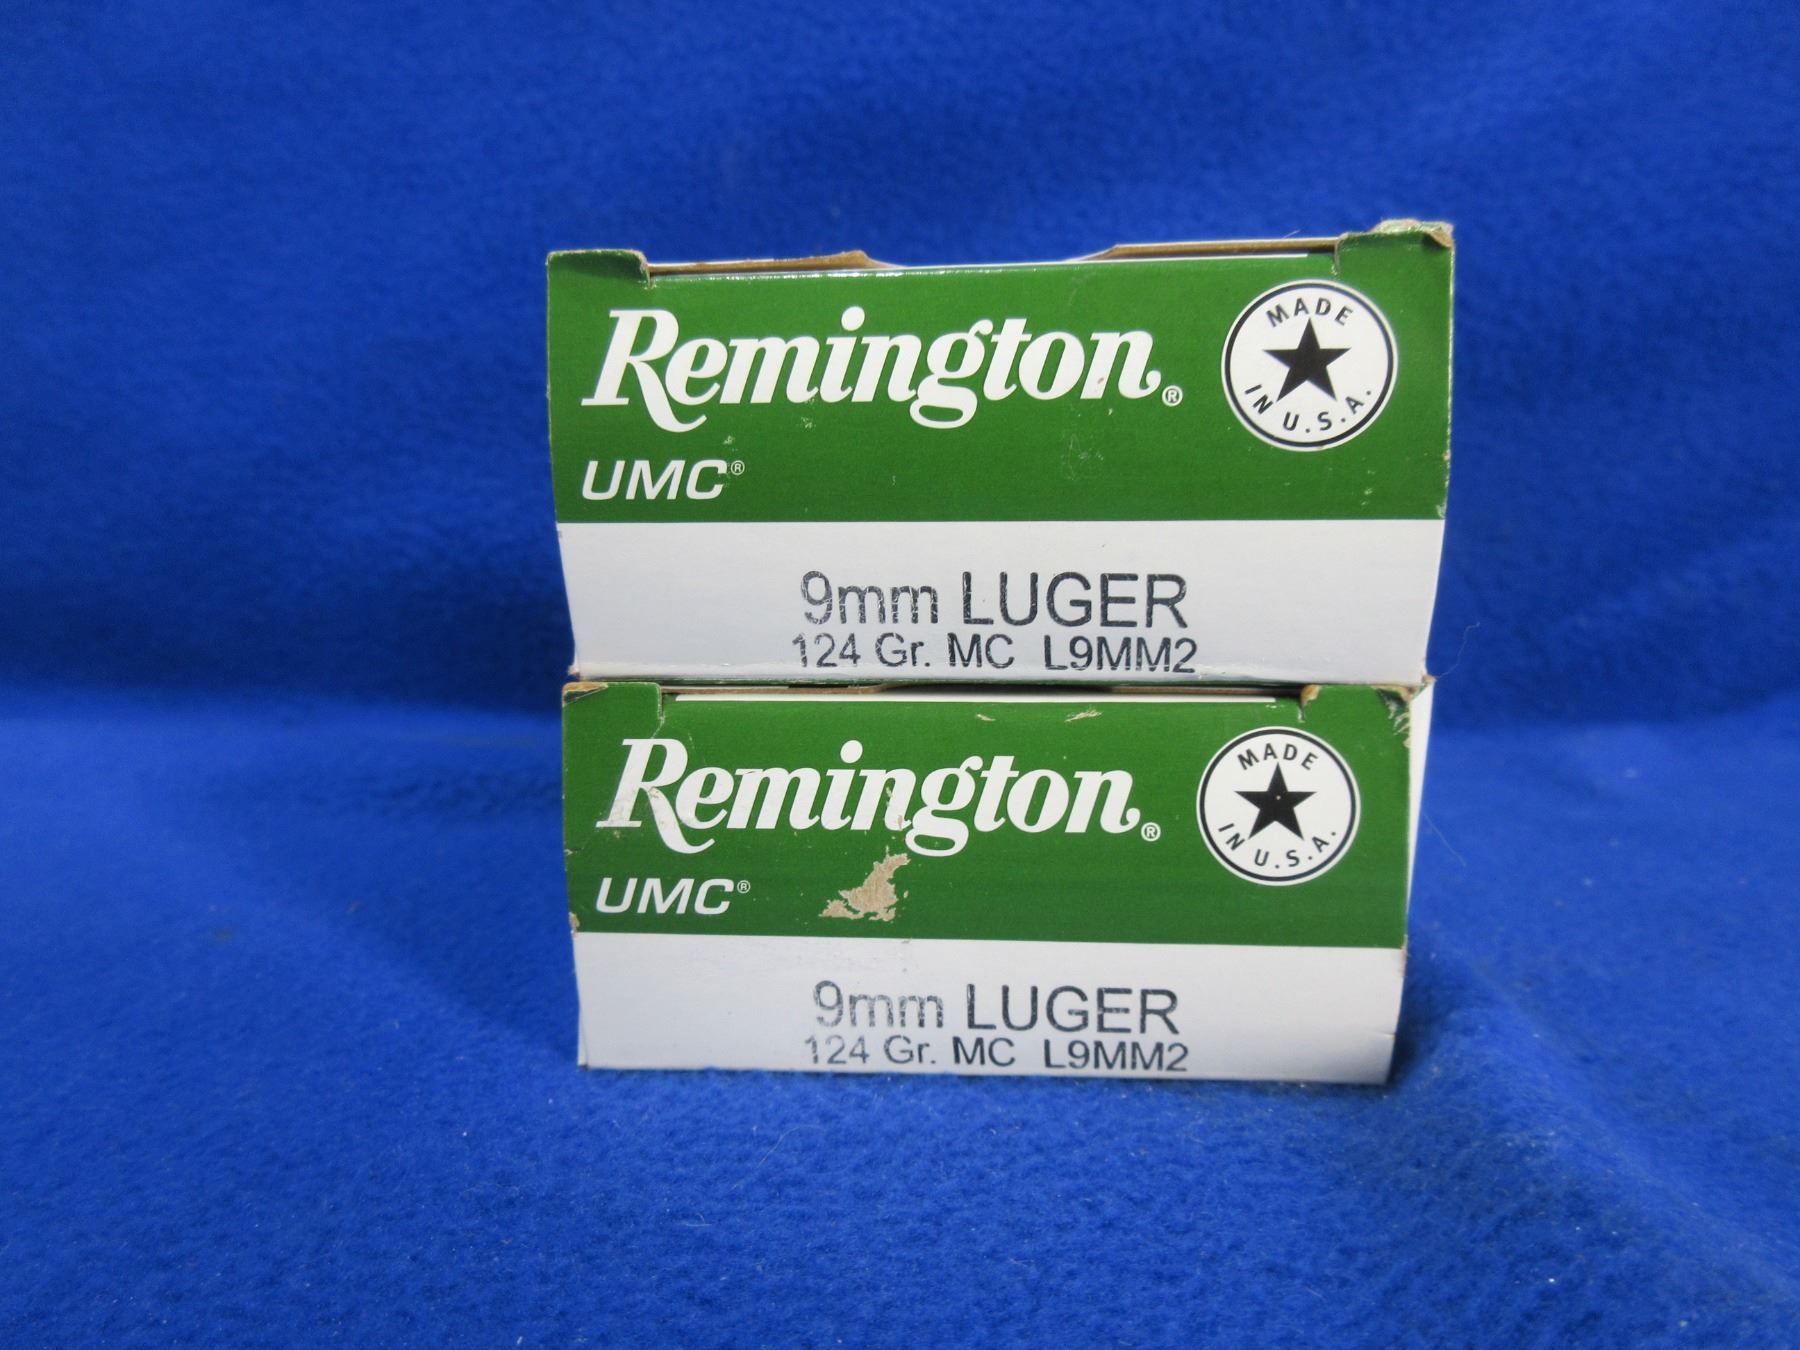 Remington®
MADE
IN U.S.A.
UMC®
9mm LUGER
124 Gr. MC L9MM2
Remington®
MADE
IN U.S.A.
UMC®
9mm LUGER
124 Gr. MC L9MM2